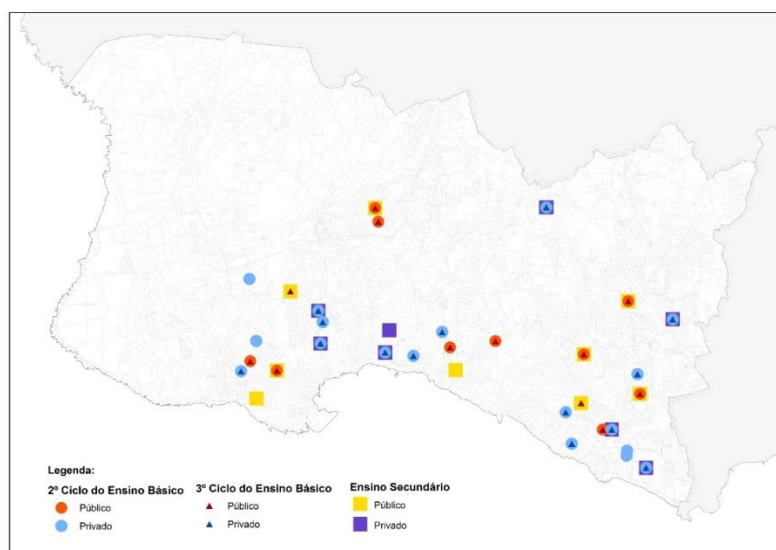 Legenda:
2º Ciclo do Ensino Básico
Público
Privado
3º Ciclo do Ensino Básico
Público
Privado
Ensino Secundário
Público
Privado